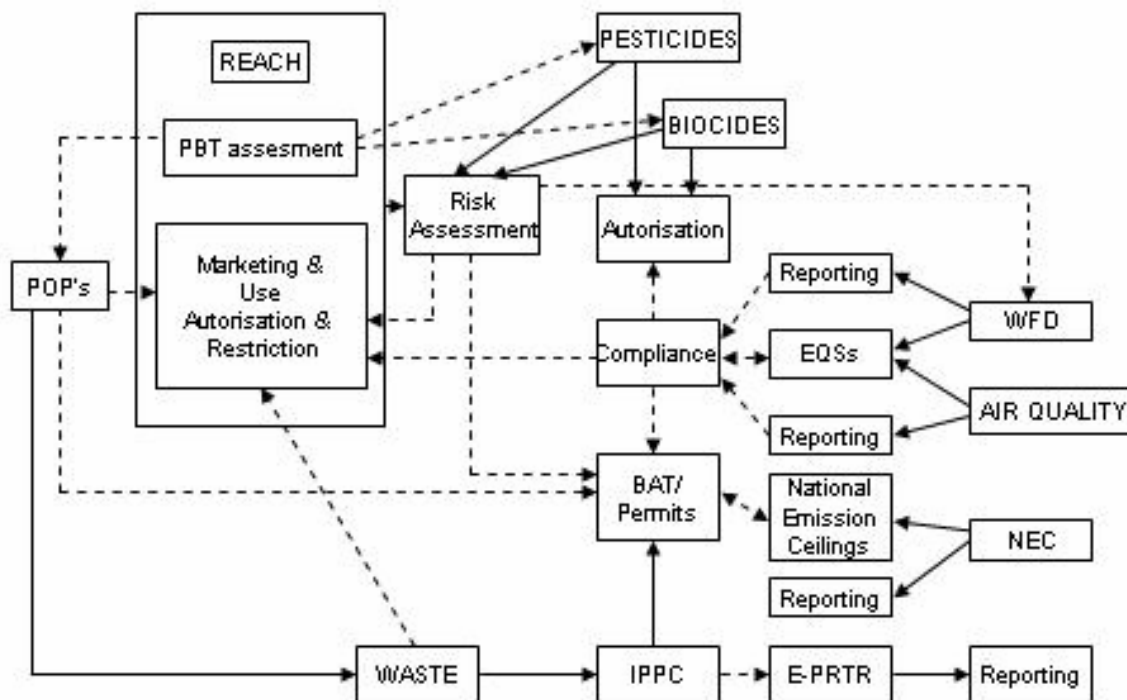 PESTICIDES
REACH
BIOCIDES
PBT assesment
Risk
Assessment
Autorisation
Marketing &
Use
Autorisation &
Restriction
POP's
Reporting
WFD
Compliance
EQSs
AIR QUALITY
Reporting
BAT/
Permits
National
Emission
Ceilings
NEC
Reporting
WASTE
IPPC
E-PRTR
Reporting